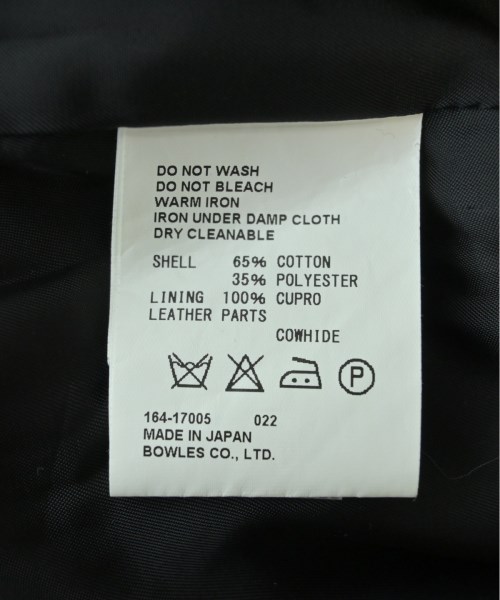 DO NOT WASH
DO NOT BLEACH
WARM IRON
IRON UNDER DAMP CLOTH
DRY CLEANABLE
SHELL 65% COTTON
35% POLYESTER
LINING 100% CUPRO
LEATHER PARTS
COWHIDE
P
164-17005 022
MADE IN JAPAN
BOWLES CO., LTD.